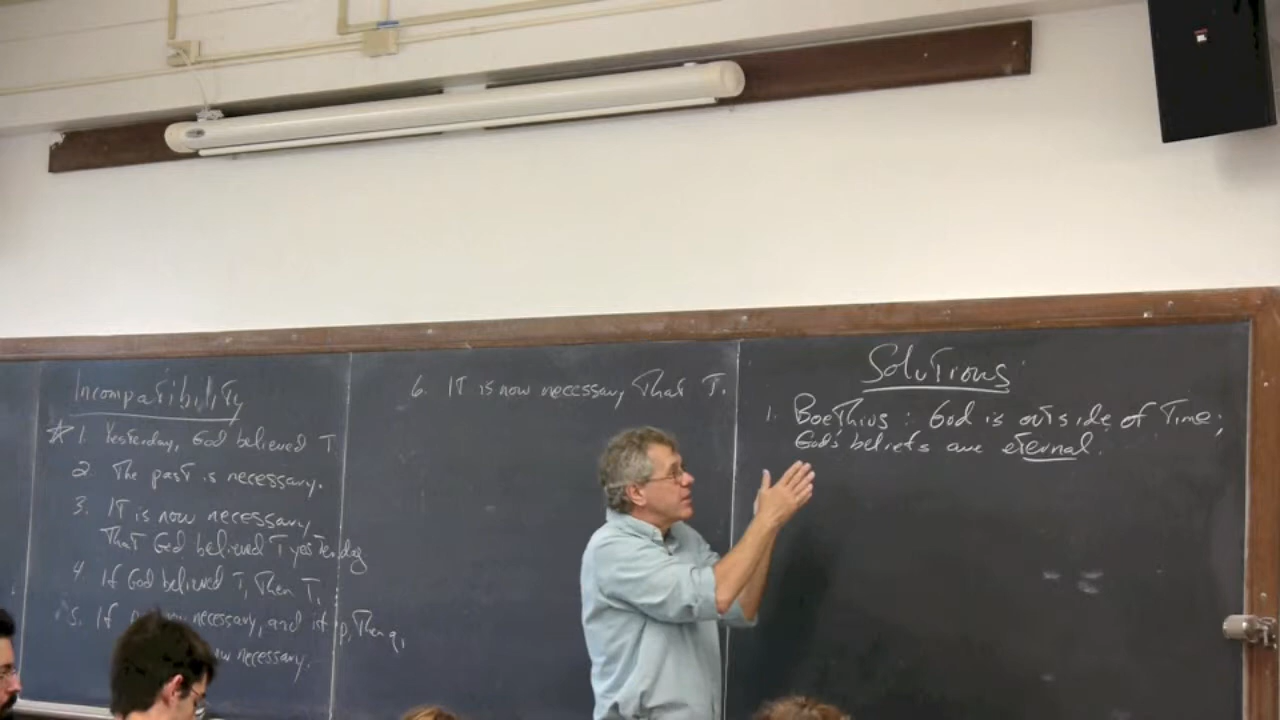 Incompatibility
☆ 1. Yesterday, God believed T.
2. The past is necessary.
3. IT is now necessary
That God believed T yesterday
4. If God believed T, Then T.
5. If necessary, and if p, Then q,
now necessary.
6. IT is now necessary That T.
Solutions:
1. Boethius: God is outside of Time;
God's beliefs are eternal.